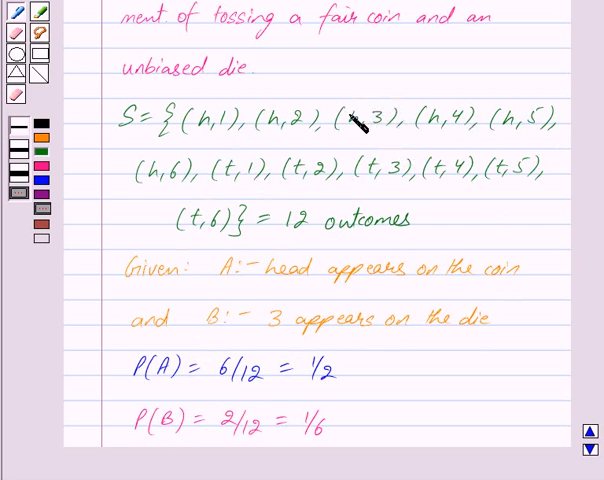 ment of tossing a fair coin and an
unbiased die.
S = {(h,1), (h,2), (h,3), (h,4), (h,5),
(h,6), (t,1), (t,2), (t,3), (t,4), (t,5),
(t,6)} = 12 outcomes
Given: A:- head appears on the coin
and B:- 3 appears on the die
P(A) = 6/12 = 1/2
P(B) = 2/12 = 1/6